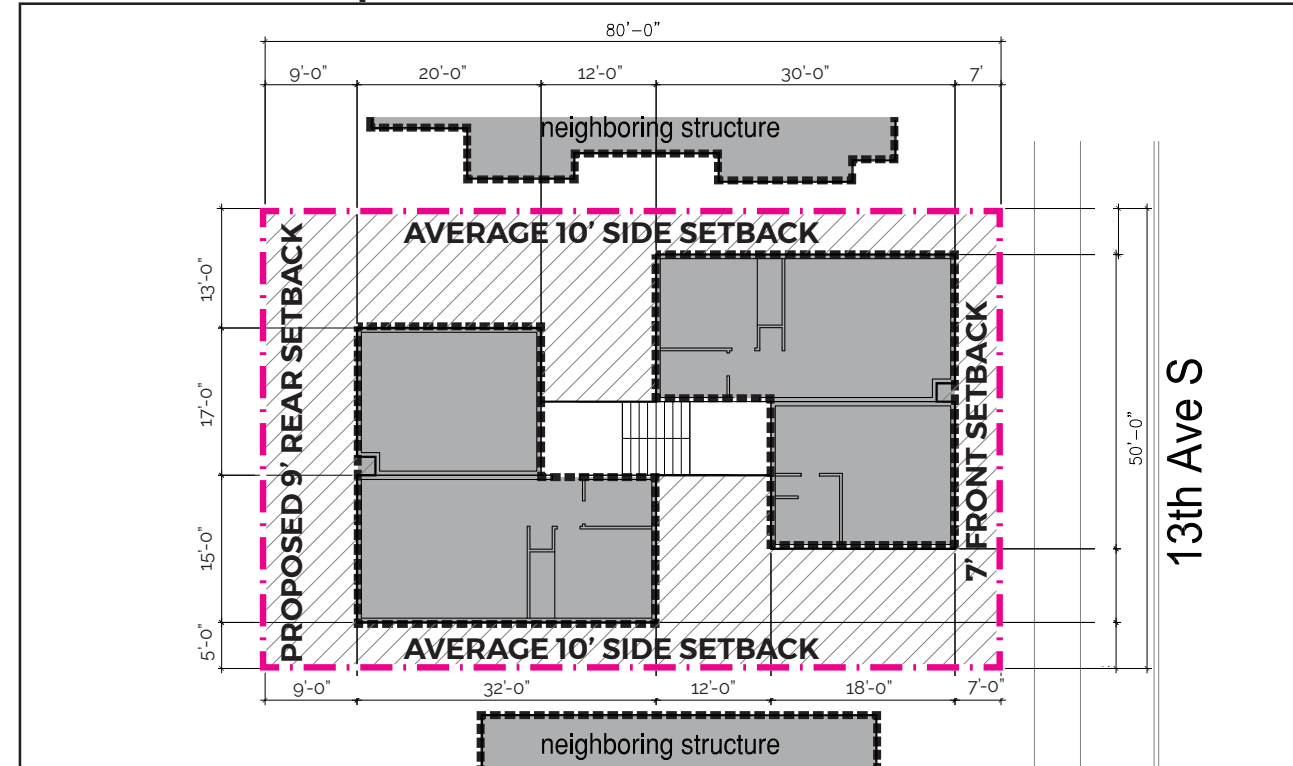 80'-0"
9'-0" 20'-0" 12'-0" 30'-0" 7'
neighboring structure
AVERAGE 10' SIDE SETBACK
13'-0"
17'-0"
15'-0"
5'-0"
PROPOSED 9' REAR SETBACK
7' FRONT SETBACK
50'-0"
13th Ave S
AVERAGE 10' SIDE SETBACK
9-0" 32'-0" 12'-0" 18'-0" 7'-0"
neighboring structure